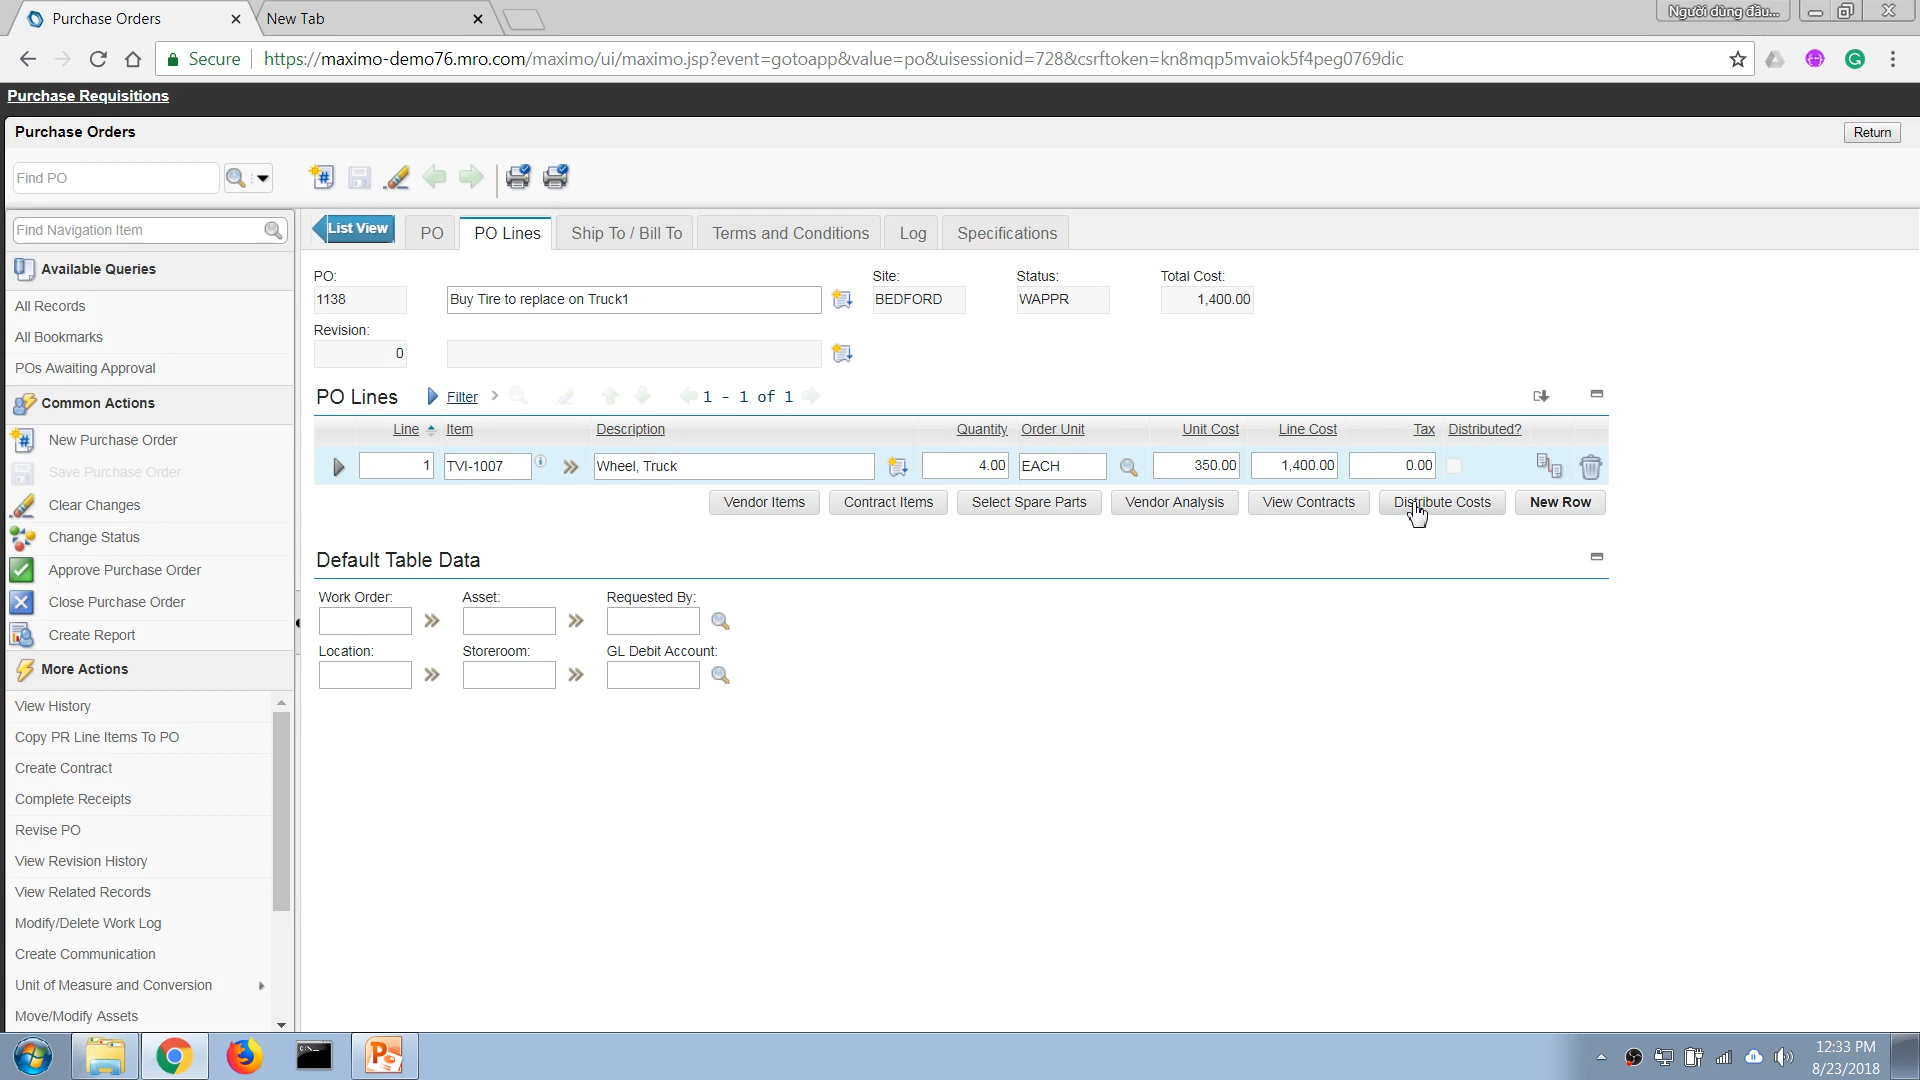 Purchase Orders
New Tab
Người dùng đầu...
Secure https://maximo-demo76.mro.com/maximo/ui/maximo.jsp?event=gotoapp&value=po&uisessionid=728&csrftoken=kn8mqp5mvaiok5f4peg0769dic
Purchase Requisitions
Purchase Orders
Return
Find PO
Find Navigation Item
Available Queries
All Records
All Bookmarks
POs Awaiting Approval
Common Actions
New Purchase Order
Save Purchase Order
Clear Changes
Change Status
Approve Purchase Order
Close Purchase Order
Create Report
More Actions
View History
Copy PR Line Items To PO
Create Contract
Complete Receipts
Revise PO
View Revision History
View Related Records
Modify/Delete Work Log
Create Communication
Unit of Measure and Conversion
Move/Modify Assets
List View PO PO Lines Ship To / Bill To Terms and Conditions Log Specifications
PO: Site: Status: Total Cost:
1138 Buy Tire to replace on Truck1 BEDFORD WAPPR 1,400.00
Revision:
0
PO Lines Filter 1 - 1 of 1
Line Item Description Quantity Order Unit Unit Cost Line Cost Tax Distributed?
1 TVI-1007 Wheel, Truck 4.00 EACH 350.00 1,400.00 0.00
Vendor Items Contract Items Select Spare Parts Vendor Analysis View Contracts Distribute Costs New Row
Default Table Data
Work Order: Asset: Requested By:
Location: Storeroom: GL Debit Account:
12:33 PM
8/23/2018